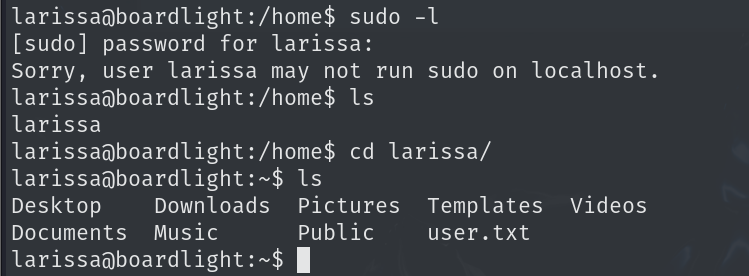 larissa@boardlight:/home$ sudo -l
[sudo] password for larissa:
Sorry, user larissa may not run sudo on localhost.
larissa@boardlight:/home$ ls
larissa
larissa@boardlight:/home$ cd larissa/
larissa@boardlight:~$ ls
Desktop    Downloads  Pictures  Templates  Videos
Documents  Music      Public    user.txt
larissa@boardlight:~$